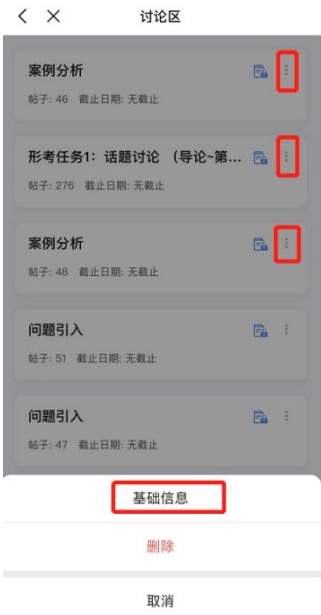 讨论区
案例分析
帖子: 46 截止日期: 无截止
形考任务1: 话题讨论 （导论~第...
帖子: 276 截止日期: 无截止
案例分析
帖子: 48 截止日期: 无截止
问题引入
帖子: 51 截止日期: 无截止
问题引入
帖子: 47 截止日期: 无截止
基础信息
删除
取消